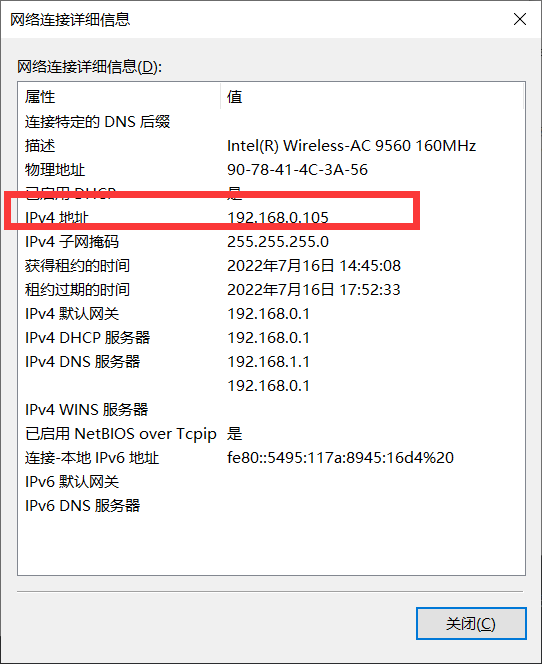 网络连接详细信息
网络连接详细信息(D):
属性 值
连接特定的 DNS 后缀
描述 Intel(R) Wireless-AC 9560 160MHz
物理地址 90-78-41-4C-3A-56
已启用 DHCP 是
IPv4 地址 192.168.0.105
IPv4 子网掩码 255.255.255.0
获得租约的时间 2022年7月16日 14:45:08
租约过期的时间 2022年7月16日 17:52:33
IPv4 默认网关 192.168.0.1
IPv4 DHCP 服务器 192.168.0.1
IPv4 DNS 服务器 192.168.1.1
192.168.0.1
IPv4 WINS 服务器
已启用 NetBIOS over Tcpip 是
连接-本地 IPv6 地址 fe80::5495:117a:8945:16d4%20
IPv6 默认网关
IPv6 DNS 服务器
关闭(C)